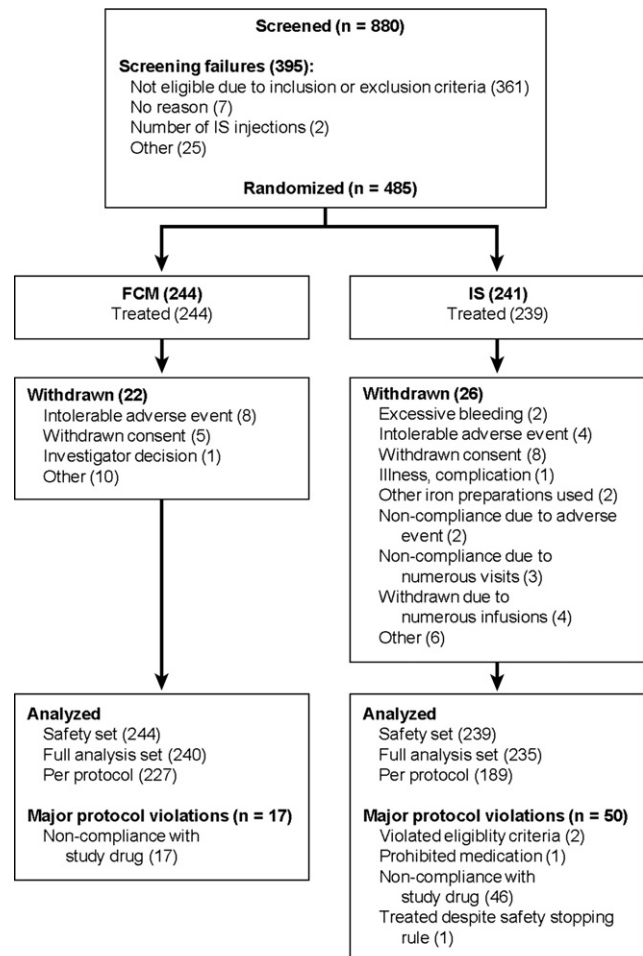 Screened (n = 880)
Screening failures (395):
Not eligible due to inclusion or exclusion criteria (361)
No reason (7)
Number of IS injections (2)
Other (25)
Randomized (n = 485)
FCM (244)
Treated (244)
IS (241)
Treated (239)
Withdrawn (22)
Intolerable adverse event (8)
Withdrawn consent (5)
Investigator decision (1)
Other (10)
Withdrawn (26)
Excessive bleeding (2)
Intolerable adverse event (4)
Withdrawn consent (8)
Illness, complication (1)
Other iron preparations used (2)
Non-compliance due to adverse
event (2)
Non-compliance due to
numerous visits (3)
Withdrawn due to
numerous infusions (4)
Other (6)
Analyzed
Safety set (244)
Full analysis set (240)
Per protocol (227)
Major protocol violations (n = 17)
Non-compliance with
study drug (17)
Analyzed
Safety set (239)
Full analysis set (235)
Per protocol (189)
Major protocol violations (n = 50)
Violated eligiblity criteria (2)
Prohibited medication (1)
Non-compliance with
study drug (46)
Treated despite safety stopping
rule (1)